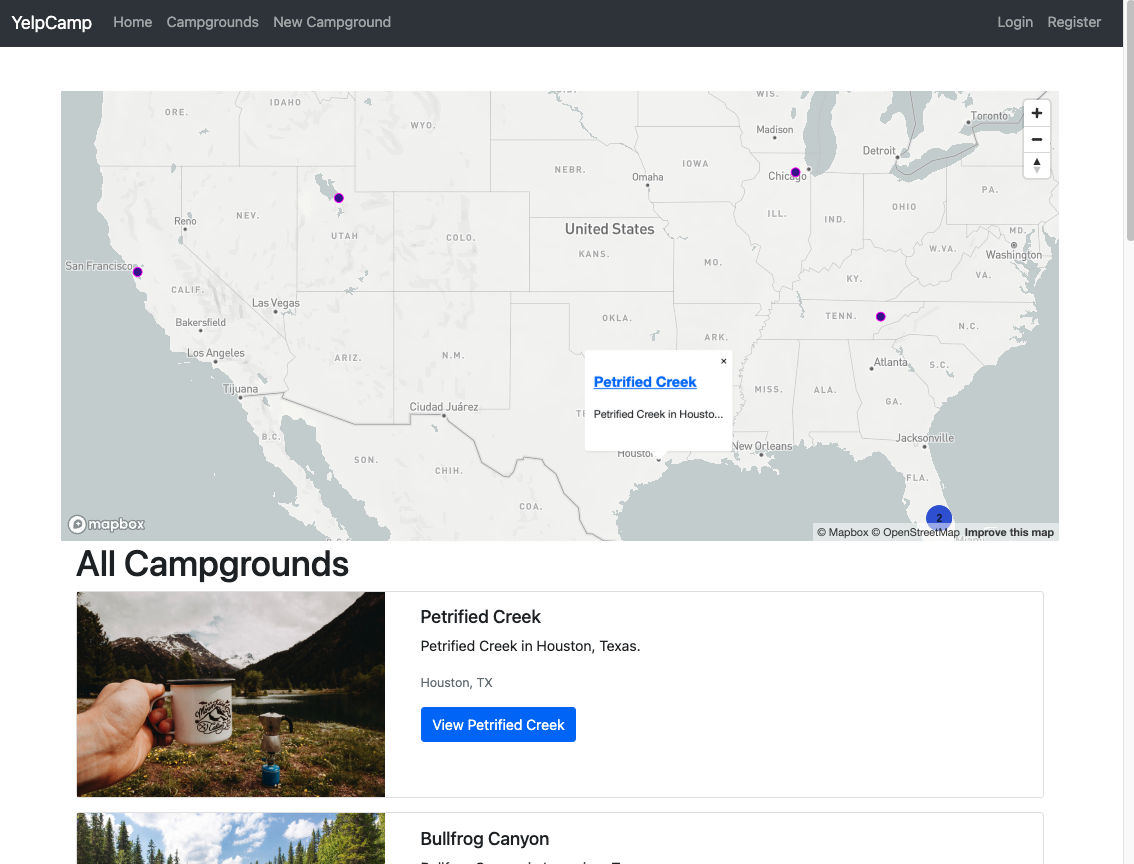 YelpCamp Home Campgrounds New Campground Login Register
WIS.
ORE.
IDAHO
WYO.
Toronto
Madison
Detroit
NEBR.
IOWA
Omaha
Chicago
PA.
Reno
NEV.
UTAH
COLO.
United States
KANS.
MO.
ILL.
IND.
OHIO
W.VA.
MD.
Washington
VA.
San Francisco
CALIF.
Las Vegas
Bakersfield
Los Angeles
Tijuana
ARIZ.
N.M.
OKLA.
ARK.
KY.
TENN.
N.C.
Atlanta
S.C.
MISS.
ALA.
GA.
×
Petrified Creek
Petrified Creek in Housto...
Ciudad Juárez
B.C.
SON.
CHIH.
COA.
Houston
New Orleans
Jacksonville
FLA.
2
mapbox
© Mapbox © OpenStreetMap Improve this map
All Campgrounds
Petrified Creek
Petrified Creek in Houston, Texas.
Houston, TX
View Petrified Creek
Bullfrog Canyon